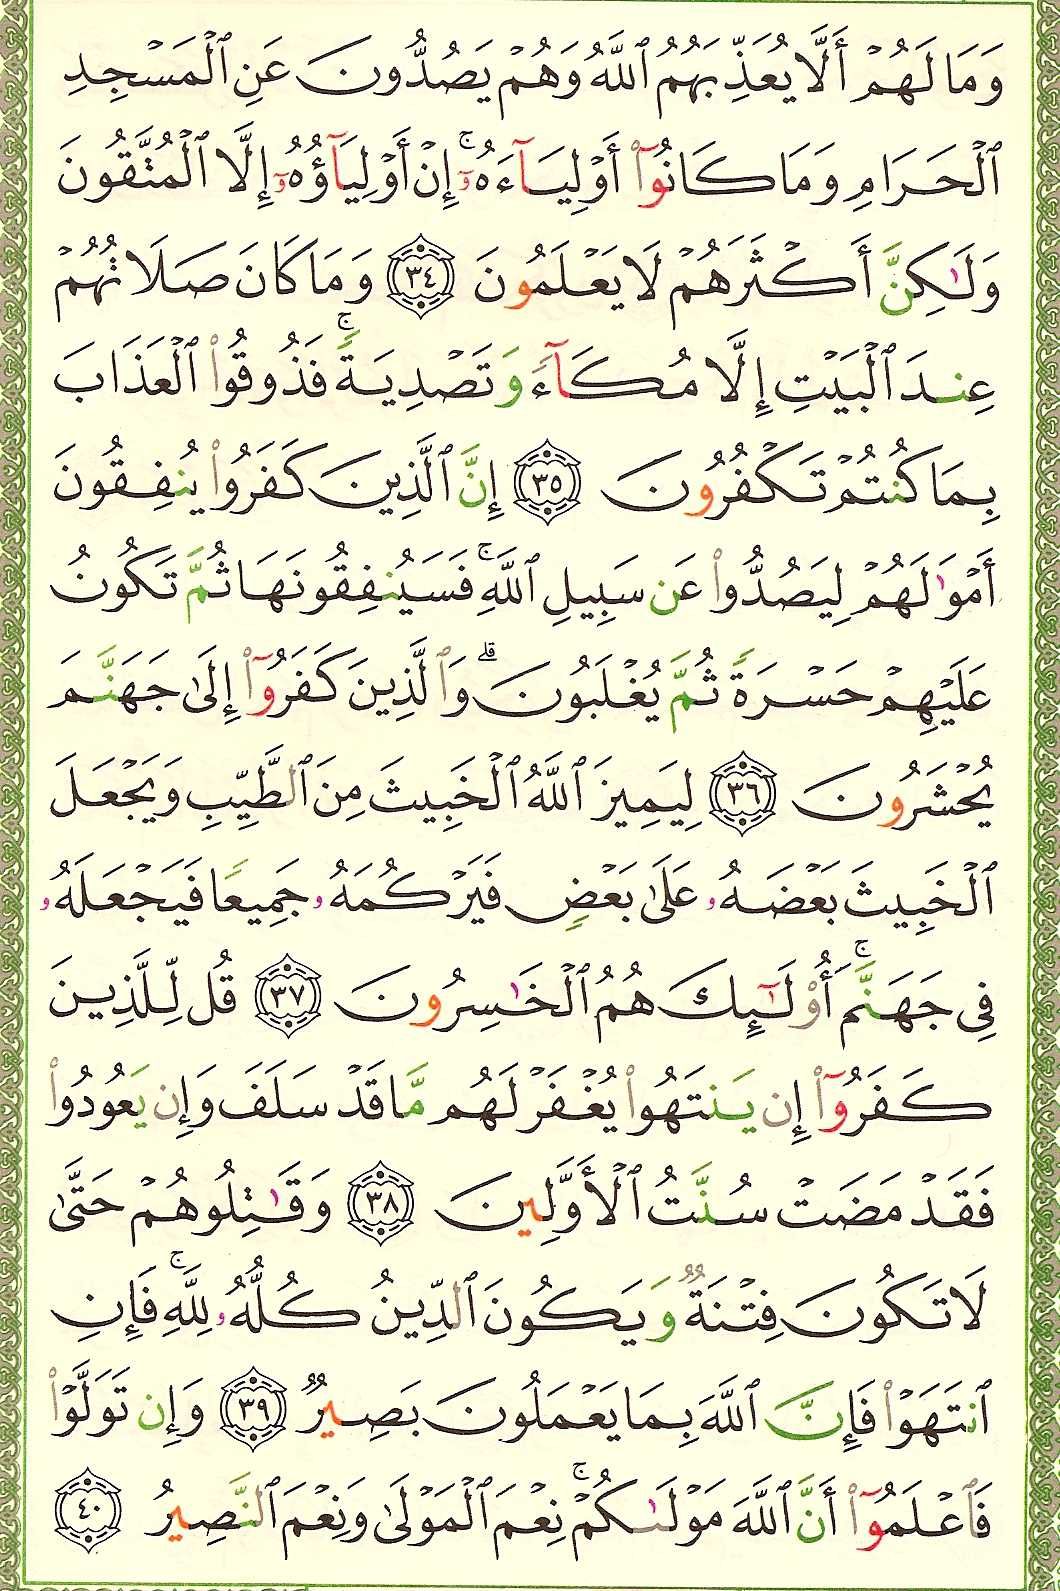 وَمَا لَهُمْ أَلَّا يُعَذِّبَهُمُ ٱللَّهُ وَهُمْ يَصُدُّونَ عَنِ ٱلْمَسْجِدِ
ٱلْحَرَامِ وَمَا كَانُوٓا۟ أَوْلِيَآءَهُۥٓ ۚ إِنْ أَوْلِيَآؤُهُۥٓ إِلَّا ٱلْمُتَّقُونَ
وَلَـٰكِنَّ أَكْثَرَهُمْ لَا يَعْلَمُونَ ٣٤ وَمَا كَانَ صَلَاتُهُمْ
عِندَ ٱلْبَيْتِ إِلَّا مُكَآءً وَتَصْدِيَةً ۚ فَذُوقُوا۟ ٱلْعَذَابَ
بِمَا كُنتُمْ تَكْفُرُونَ ٣٥ إِنَّ ٱلَّذِينَ كَفَرُوا۟ يُنفِقُونَ
أَمْوَٰلَهُمْ لِيَصُدُّوا۟ عَن سَبِيلِ ٱللَّهِ ۚ فَسَيُنفِقُونَهَا ثُمَّ تَكُونُ
عَلَيْهِمْ حَسْرَةً ثُمَّ يُغْلَبُونَ ۗ وَٱلَّذِينَ كَفَرُوٓا۟ إِلَىٰ جَهَنَّمَ
يُحْشَرُونَ ٣٦ لِيَمِيزَ ٱللَّهُ ٱلْخَبِيثَ مِنَ ٱلطَّيِّبِ وَيَجْعَلَ
ٱلْخَبِيثَ بَعْضَهُۥ عَلَىٰ بَعْضٍ فَيَرْكُمَهُۥ جَمِيعًا فَيَجْعَلَهُۥ
فِى جَهَنَّمَ ۚ أُو۟لَـٰٓئِكَ هُمُ ٱلْخَـٰسِرُونَ ٣٧ قُل لِّلَّذِينَ
كَفَرُوٓا۟ إِن يَنتَهُوا۟ يُغْفَرْ لَهُم مَّا قَدْ سَلَفَ وَإِن يَعُودُوا۟
فَقَدْ مَضَتْ سُنَّتُ ٱلْأَوَّلِينَ ٣٨ وَقَـٰتِلُوهُمْ حَتَّىٰ
لَا تَكُونَ فِتْنَةٌ وَيَكُونَ ٱلدِّينُ كُلُّهُۥ لِلَّهِ ۚ فَإِنِ
ٱنتَهَوْا۟ فَإِنَّ ٱللَّهَ بِمَا يَعْمَلُونَ بَصِيرٌ ٣٩ وَإِن تَوَلَّوْا۟
فَٱعْلَمُوٓا۟ أَنَّ ٱللَّهَ مَوْلَىٰكُمْ ۚ نِعْمَ ٱلْمَوْلَىٰ وَنِعْمَ ٱلنَّصِيرُ ٤٠